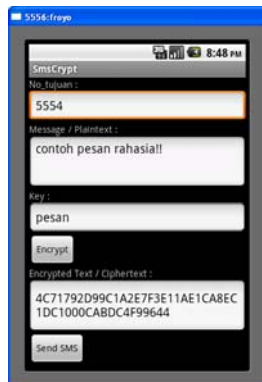 5556:froyo
8:48 PM
SmsCrypt
No_tujuan :
5554
Message / Plaintext :
contoh pesan rahasia!!
Key :
pesan
Encrypt
Encrypted Text / Ciphertext :
4C71792D99C1A2E7F3E11AE1CA8EC
1DC1000CABDC4F99644
Send SMS